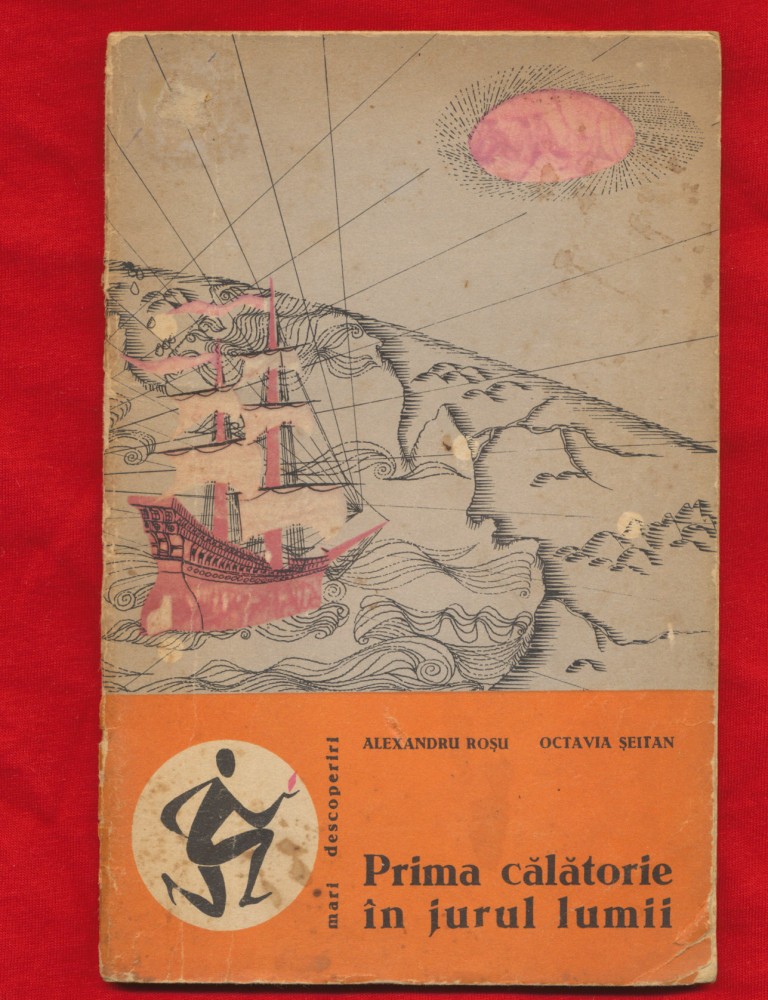 ALEXANDRU ROȘU OCTAVIA ȘEITAN
mari descoperiri
Prima călătorie
în jurul lumii